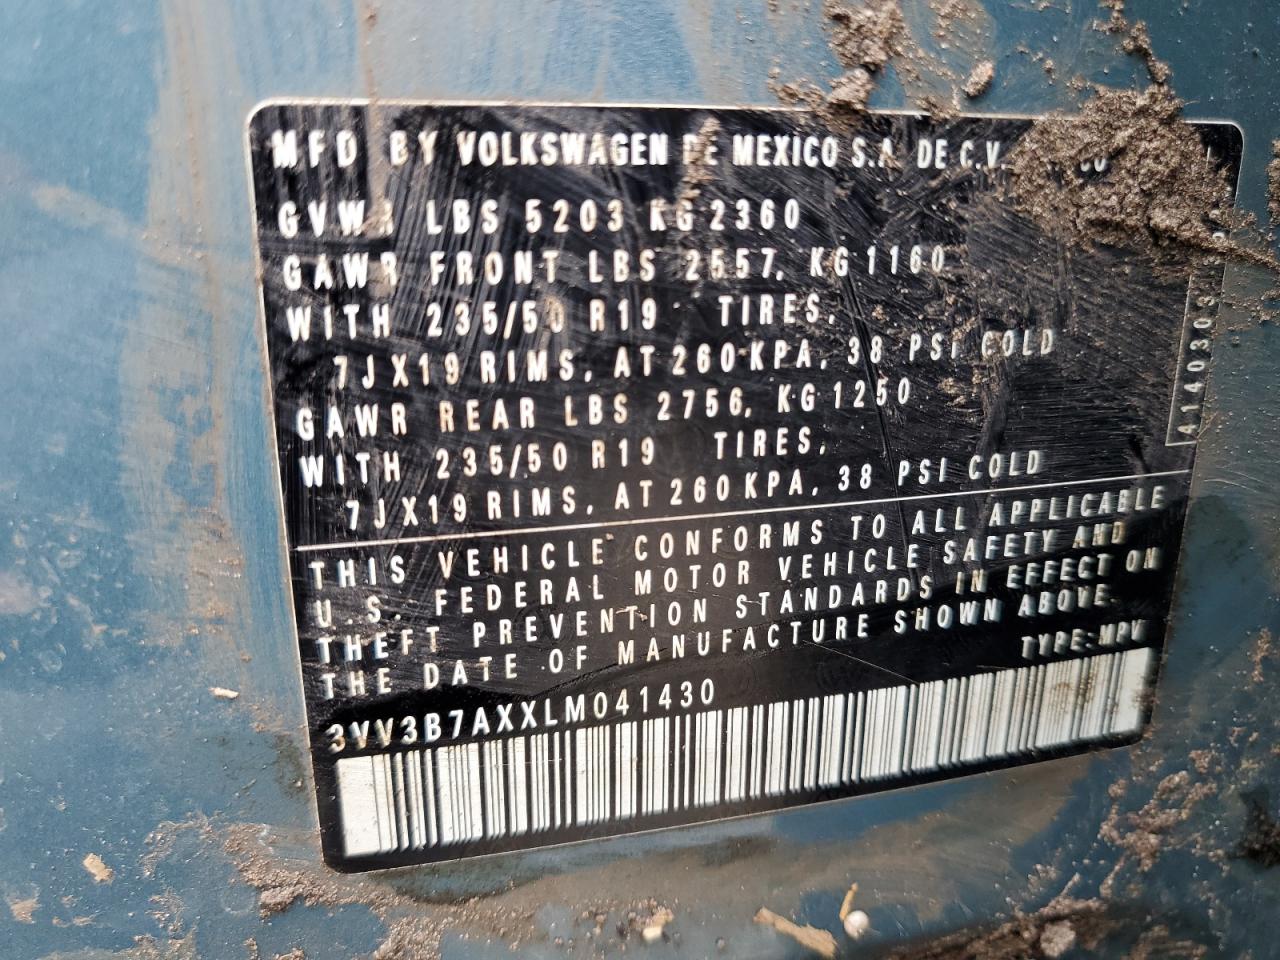 MFD BY VOLKSWAGEN DE MEXICO S.A. DE C.V.
GVWR LBS 5203 KG 2360
GAWR FRONT LBS 2557, KG 1160
WITH 235/50 R19 TIRES,
7JX19 RIMS, AT 260 KPA, 38 PSI COLD
GAWR REAR LBS 2756, KG 1250
WITH 235/50 R19 TIRES,
7JX19 RIMS, AT 260 KPA, 38 PSI COLD
THIS VEHICLE CONFORMS TO ALL APPLICABLE
U.S. FEDERAL MOTOR VEHICLE SAFETY AND
THEFT PREVENTION STANDARDS IN EFFECT ON
THE DATE OF MANUFACTURE SHOWN ABOVE.
TYPE:MPV
3VV3B7AXXLM041430